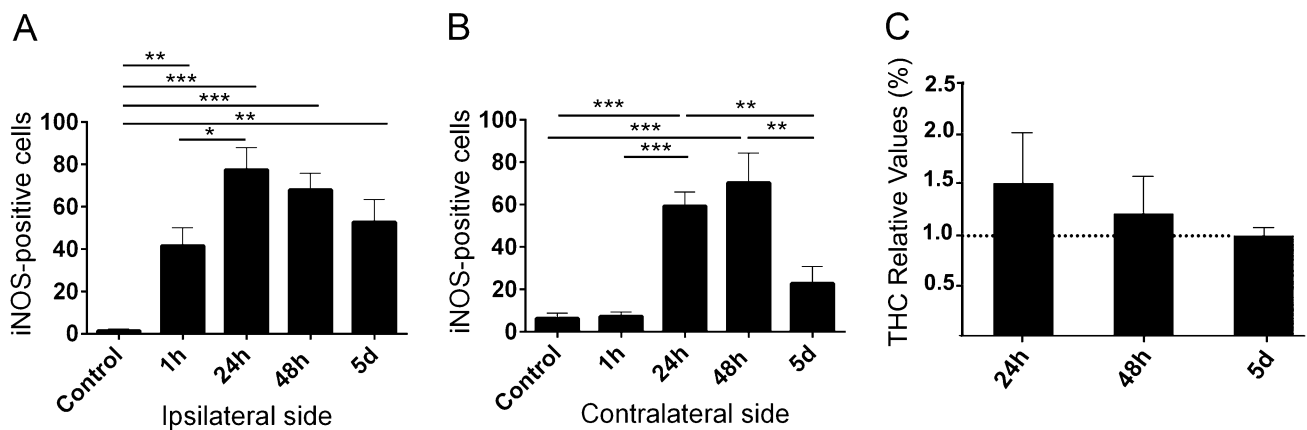 A
**
***
***
**
*
100
80
60
40
20
0
iNOS-positive cells
Control
1h
24h
48h
5d
Ipsilateral side
B
***
**
***
**
***
100
80
60
40
20
0
iNOS-positive cells
Control
1h
24h
48h
5d
Contralateral side
C
2.5
2.0
1.5
1.0
0.5
THC Relative Values (%)
24h
48h
5d